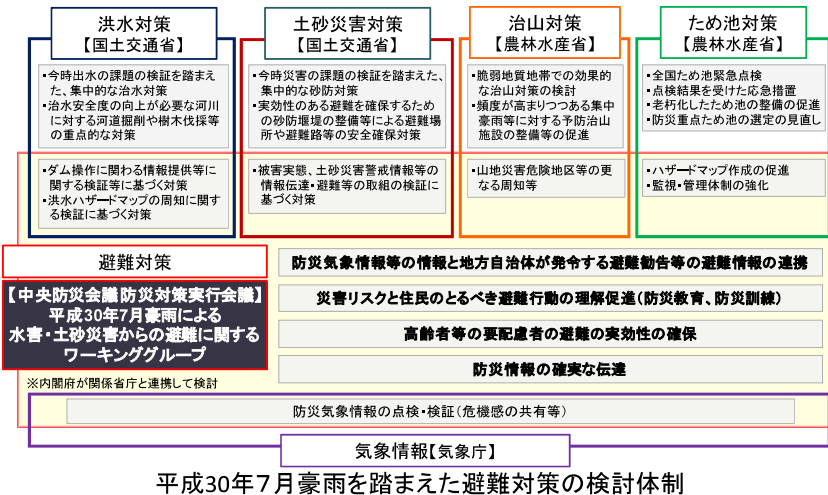 洪水対策
【国土交通省】
・今時出水の課題の検証を踏まえ
た、集中的な治水対策
・治水安全度の向上が必要な河川
に対する河道掘削や樹木伐採等
の重点的な対策
・ダム操作に関わる情報提供等に
関する検証等に基づく対策
・洪水ハザードマップの周知に関す
る検証に基づく対策
土砂災害対策
【国土交通省】
・今時災害の課題の検証を踏まえた、
集中的な砂防対策
・実効性のある避難を確保するため
の砂防堰堤の整備等による避難場
所や避難路等の安全確保対策
・被害実態、土砂災害警戒情報等の
情報伝達・避難等の取組の検証に
基づく対策
治山対策
【農林水産省】
・脆弱地質地帯での効果的
な治山対策の検討
・頻度が高まりつつある集中
豪雨等に対する予防治山
施設の整備等の促進
・山地災害危険地区等の更
なる周知等
ため池対策
【農林水産省】
・全国ため池緊急点検
・点検結果を受けた応急措置
・老朽化したため池の整備の促進
・防災重点ため池の選定の見直し
・ハザードマップ作成の促進
・監視・管理体制の強化
避難対策
【中央防災会議 防災対策実行会議】
平成30年7月豪雨による
水害・土砂災害からの避難に関する
ワーキンググループ
※内閣府が関係省庁と連携して検討
防災気象情報等の情報と地方自治体が発令する避難勧告等の避難情報の連携
災害リスクと住民のとるべき避難行動の理解促進（防災教育、防災訓練）
高齢者等の要配慮者の避難の実効性の確保
防災情報の確実な伝達
防災気象情報の点検・検証（危機感の共有等）
気象情報【気象庁】
平成30年７月豪雨を踏まえた避難対策の検討体制